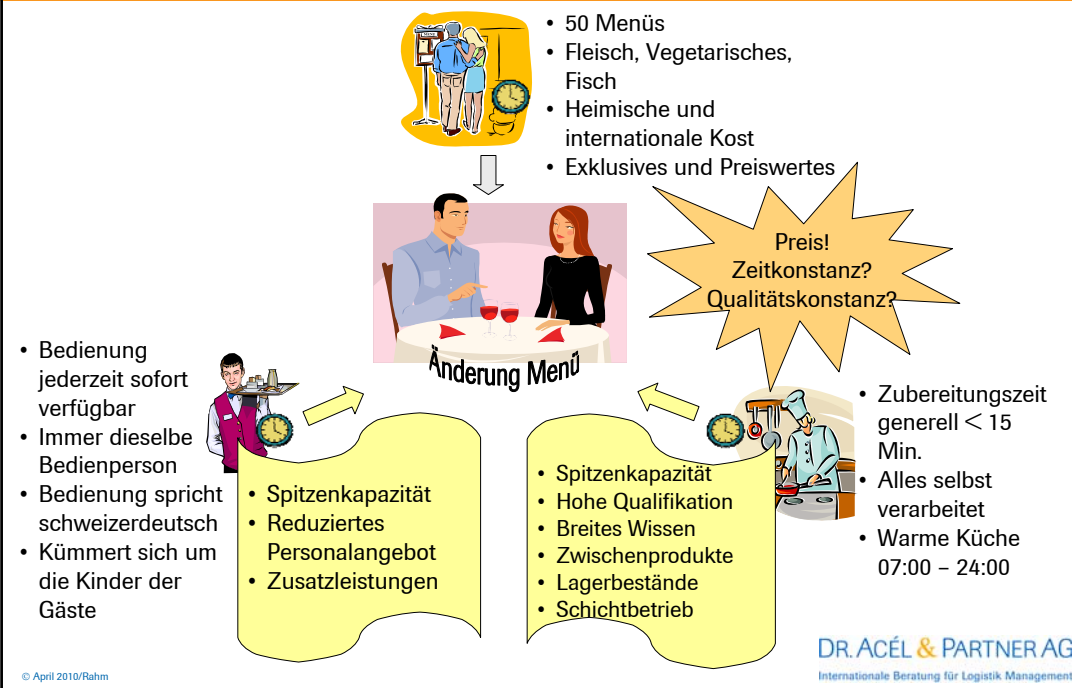 • 50 Menüs
• Fleisch, Vegetarisches,
Fisch
• Heimische und
internationale Kost
• Exklusives und Preiswertes
Preis!
Zeitkonstanz?
Qualitätskonstanz?
Änderung Menü
• Bedienung
jederzeit sofort
verfügbar
• Immer dieselbe
Bedienperson
• Bedienung spricht
schweizerdeutsch
• Kümmert sich um
die Kinder der
Gäste
• Spitzenkapazität
• Reduziertes
Personalangebot
• Zusatzleistungen
• Spitzenkapazität
• Hohe Qualifikation
• Breites Wissen
• Zwischenprodukte
• Lagerbestände
• Schichtbetrieb
• Zubereitungszeit
generell < 15
Min.
• Alles selbst
verarbeitet
• Warme Küche
07:00 – 24:00
© April 2010/Rahm
DR. ACÉL & PARTNER AG
Internationale Beratung für Logistik Management